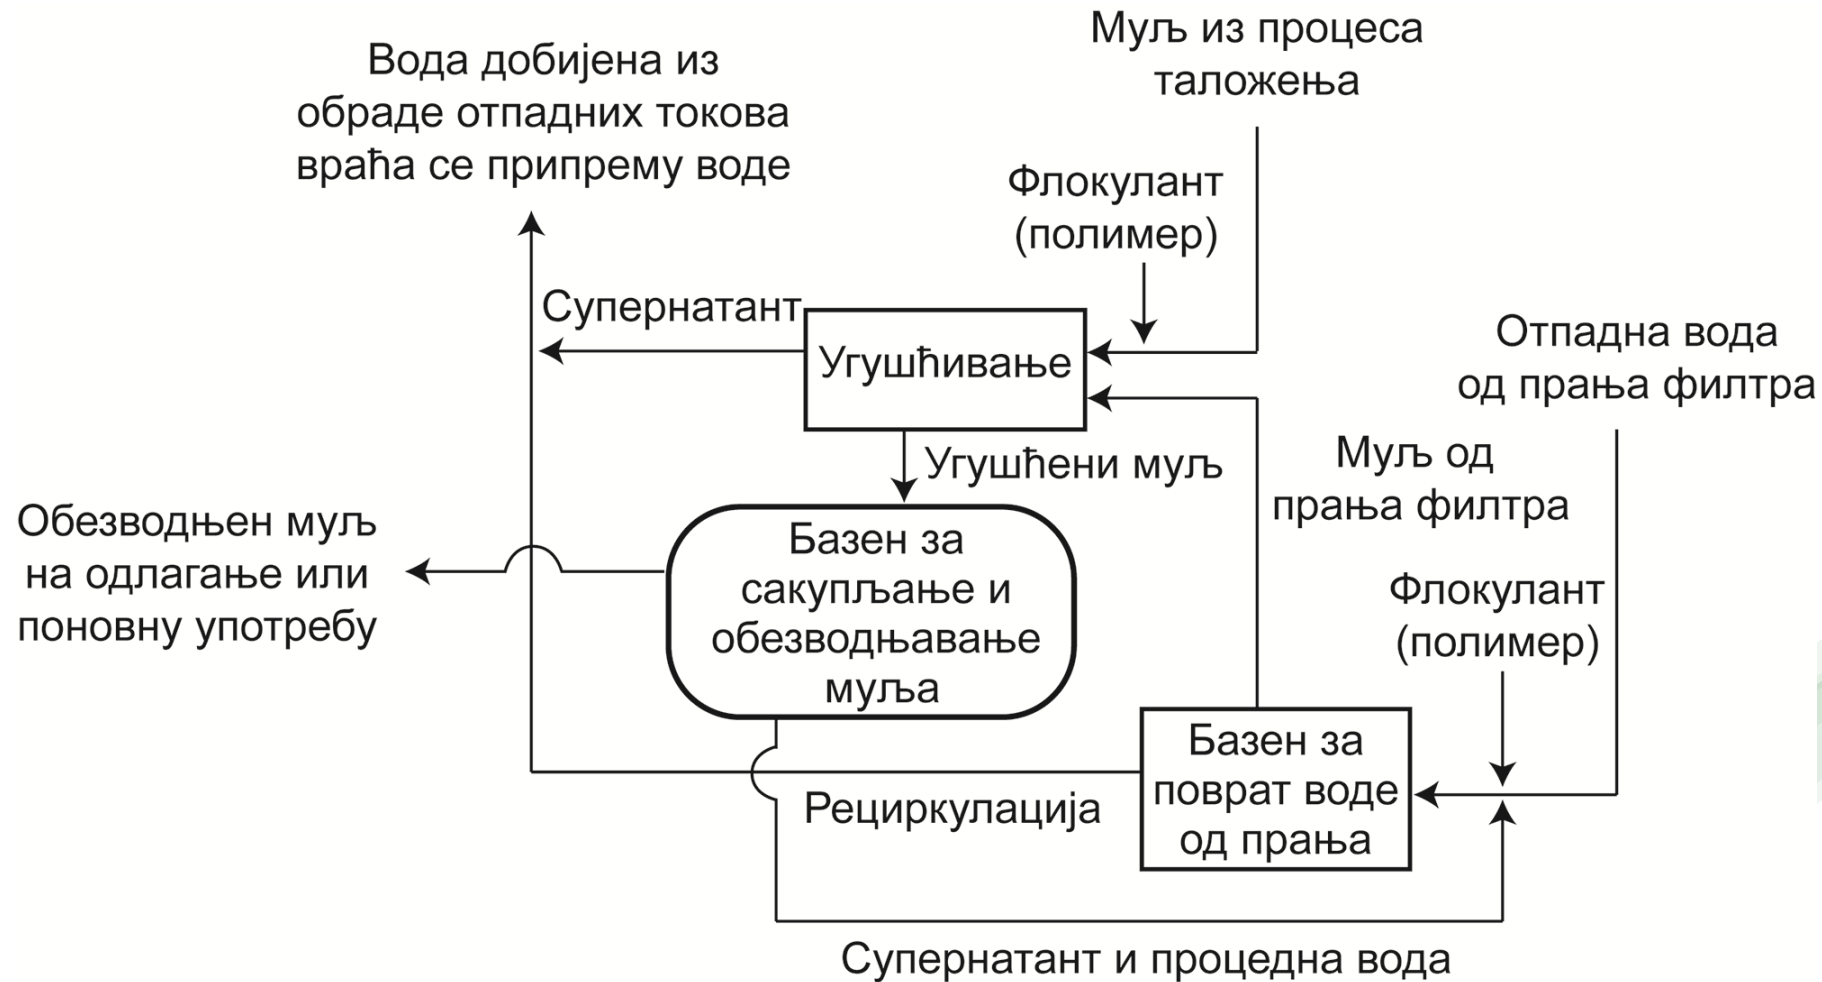 Муљ из процеса
таложења
Вода добијена из
обраде отпадних токова
враћа се припрему воде
Флокулант
(полимер)
Супернатант
Угушћивање
Отпадна вода
од прања филтра
Угушћени муљ
Муљ од
прања филтра
Обезводњен муљ
на одлагање или
поновну употребу
Базен за
сакупљање и
обезводњавање
муља
Флокулант
(полимер)
Базен за
поврат воде
од прања
Рециркулација
Супернатант и процедна вода